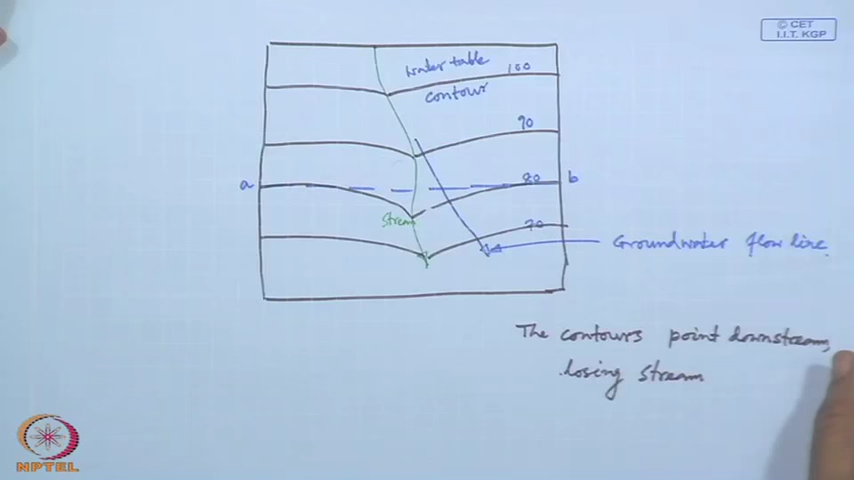 © CET
I.I.T. KGP
water table
contour
100
90
a
80
b
stream
70
Groundwater flow line.
The contours point downstream,
losing stream
NPTEL